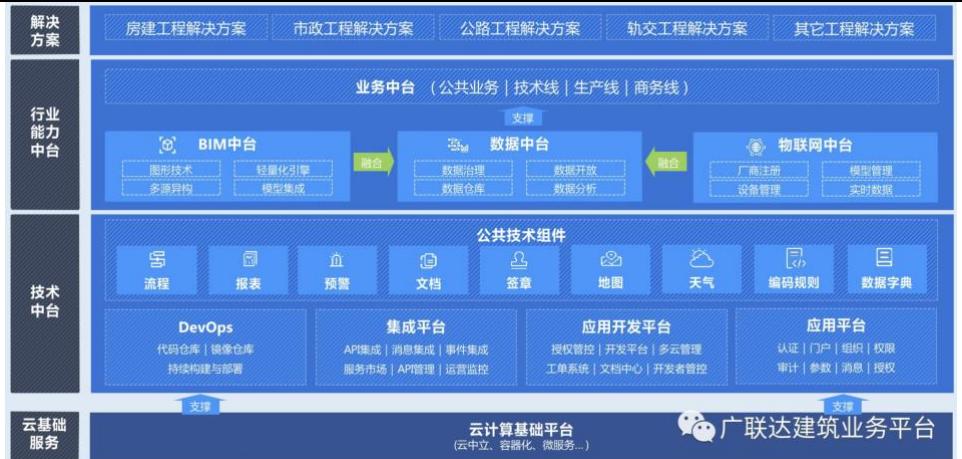 解决
方案
房建工程解决方案
市政工程解决方案
公路工程解决方案
轨交工程解决方案
其它工程解决方案
行业
能力
中台
业务中台 (公共业务|技术线|生产线|商务线)
支撑
BIM中台
图形技术
轻量化引擎
多源异构
模型集成
融合
数据中台
数据治理
数据开放
数据仓库
数据分析
融合
物联网中台
厂商注册
模型管理
设备管理
实时数据
技术
中台
公共技术组件
流程
报表
预警
文档
签章
地图
天气
编码规则
数据字典
DevOps
代码仓库|镜像仓库
持续构建与部署
集成平台
API集成|消息集成|事件集成
服务市场|API管理|运营监控
应用开发平台
授权管控|开发平台|多云管理
工单系统|文档中心|开发者管控
应用平台
认证|门户|组织|权限
审计|参数|消息|授权
支撑
支撑
云基础
服务
云计算基础平台
(云中立、容器化、微服务...)
广联达建筑业务平台